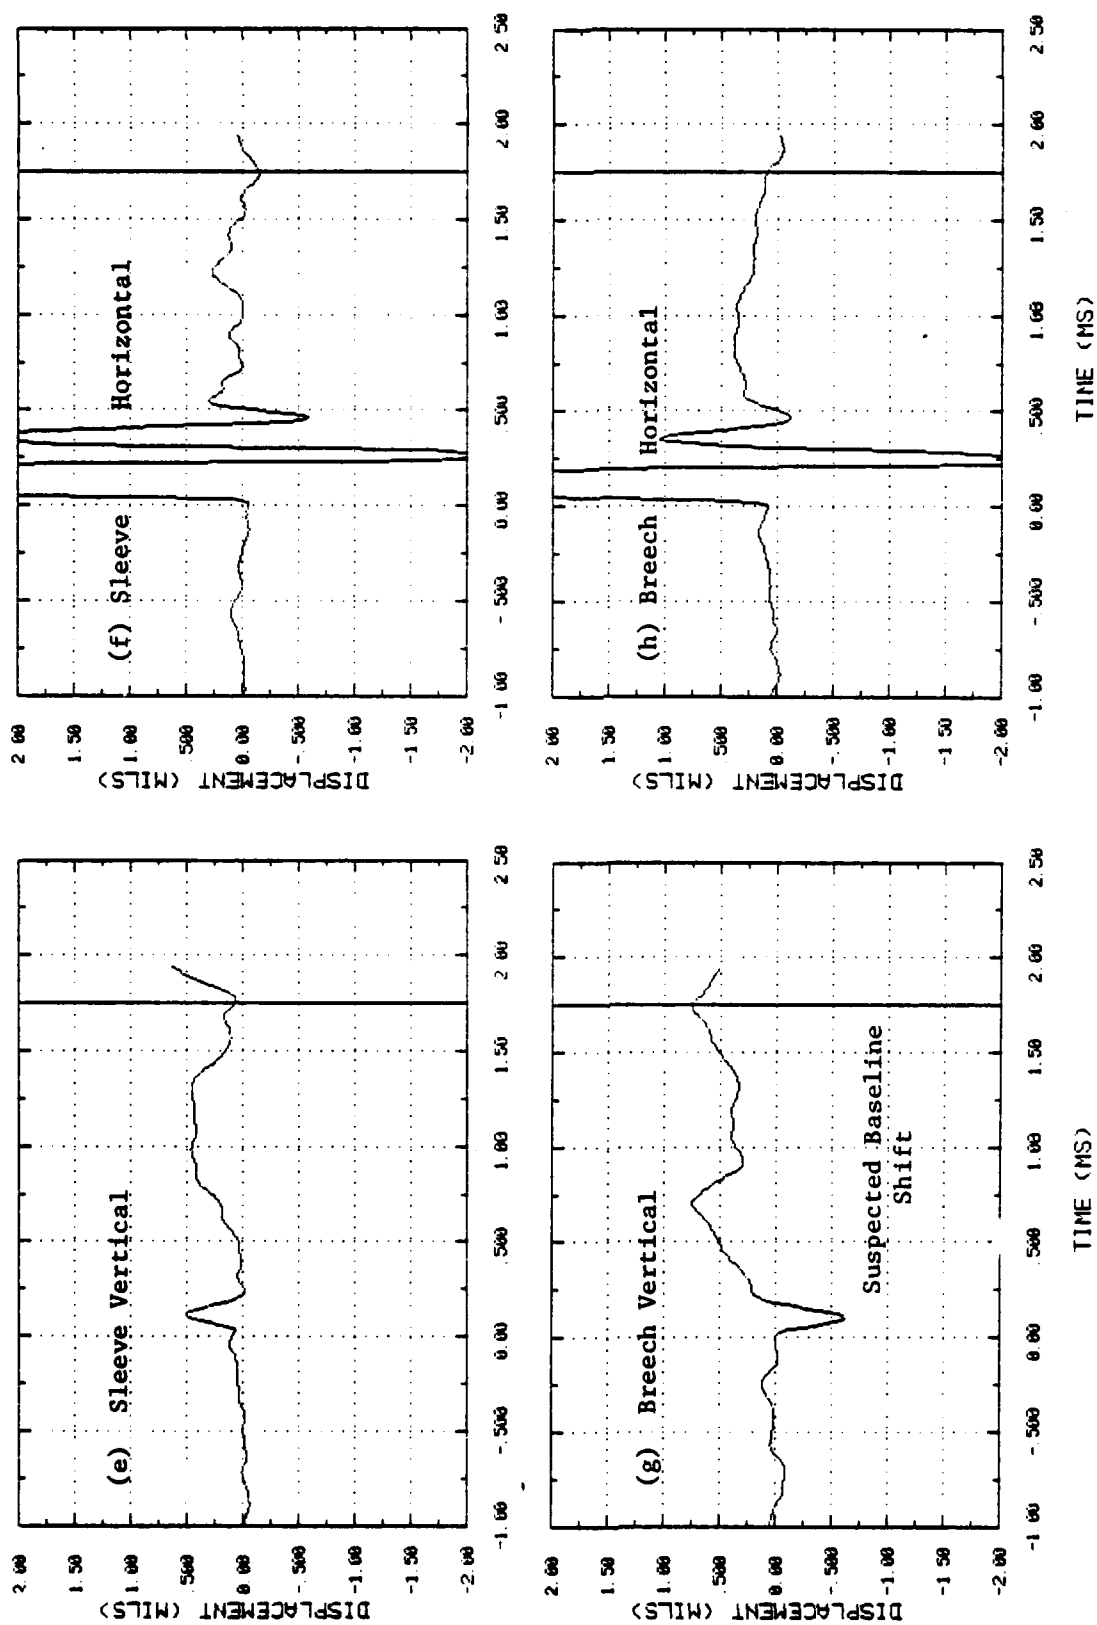 (e) Sleeve Vertical
DISPLACEMENT (MILS)
2.00
1.50
1.00
.500
0.00
-.500
-1.00
-1.50
-2.00
-1.00 -.500 0.00 .500 1.00 1.50 2.00 2.50
(f) Sleeve Horizontal
DISPLACEMENT (MILS)
2.00
1.50
1.00
.500
0.00
-.500
-1.00
-1.50
-2.00
-1.00 -.500 0.00 .500 1.00 1.50 2.00 2.50
(g) Breech Vertical
Suspected Baseline
Shift
DISPLACEMENT (MILS)
2.00
1.50
1.00
.500
0.00
-.500
-1.00
-1.50
-2.00
-1.00 -.500 0.00 .500 1.00 1.50 2.00 2.50
TIME (MS)
(h) Breech Horizontal
DISPLACEMENT (MILS)
2.00
1.50
1.00
.500
0.00
-.500
-1.00
-1.50
-2.00
-1.00 -.500 0.00 .500 1.00 1.50 2.00 2.50
TIME (MS)